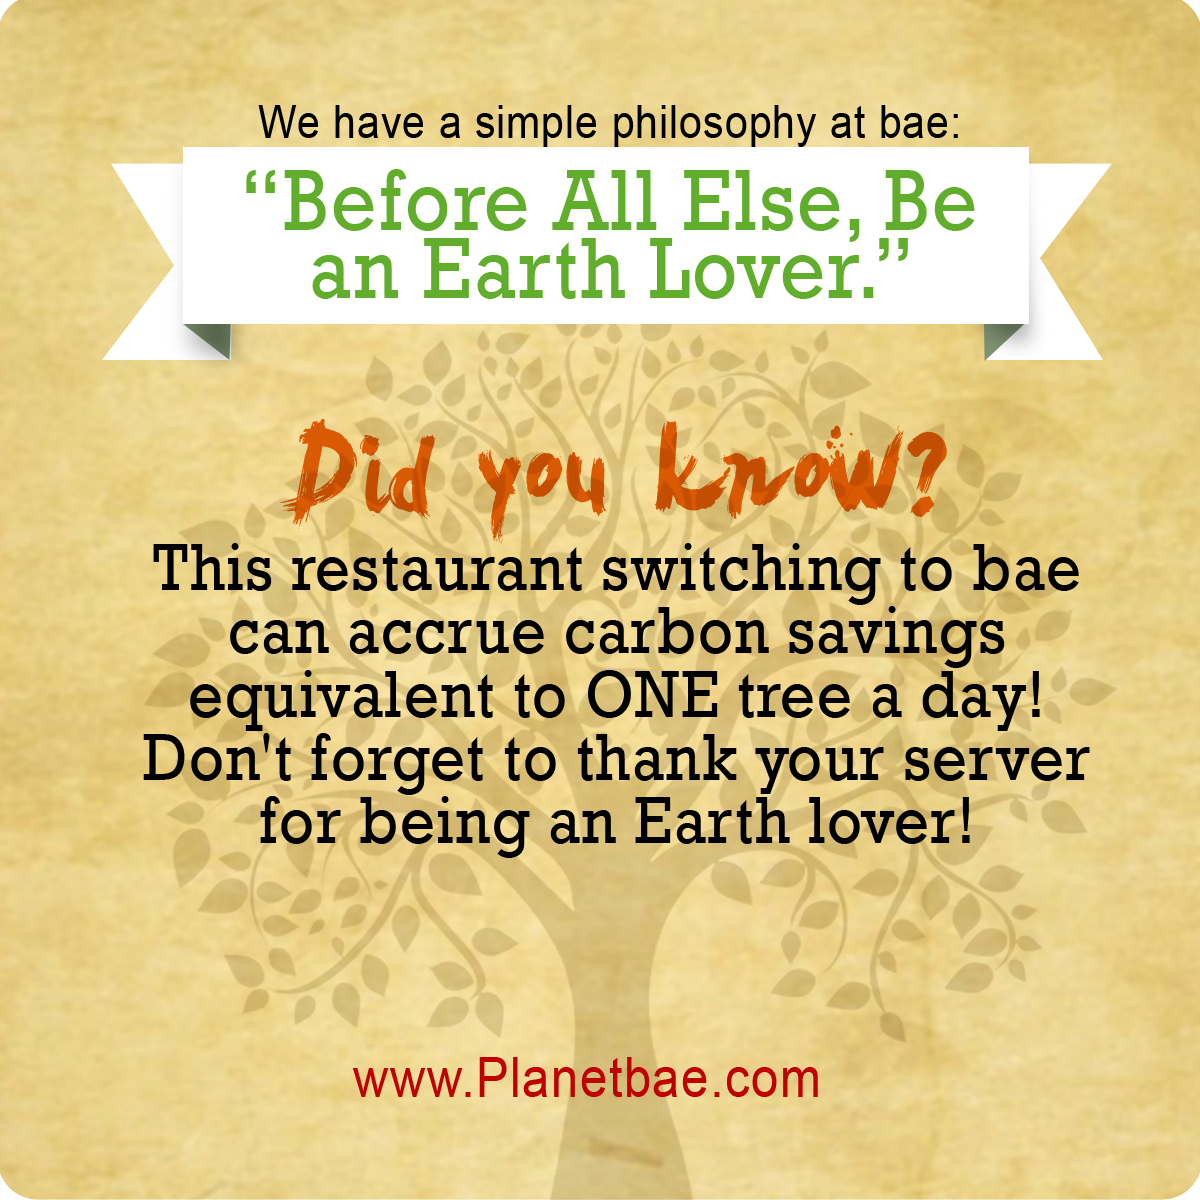 We have a simple philosophy at bae:
“Before All Else, Be
an Earth Lover.”
Did you know?
This restaurant switching to bae
can accrue carbon savings
equivalent to ONE tree a day!
Don't forget to thank your server
for being an Earth lover!
www.Planetbae.com